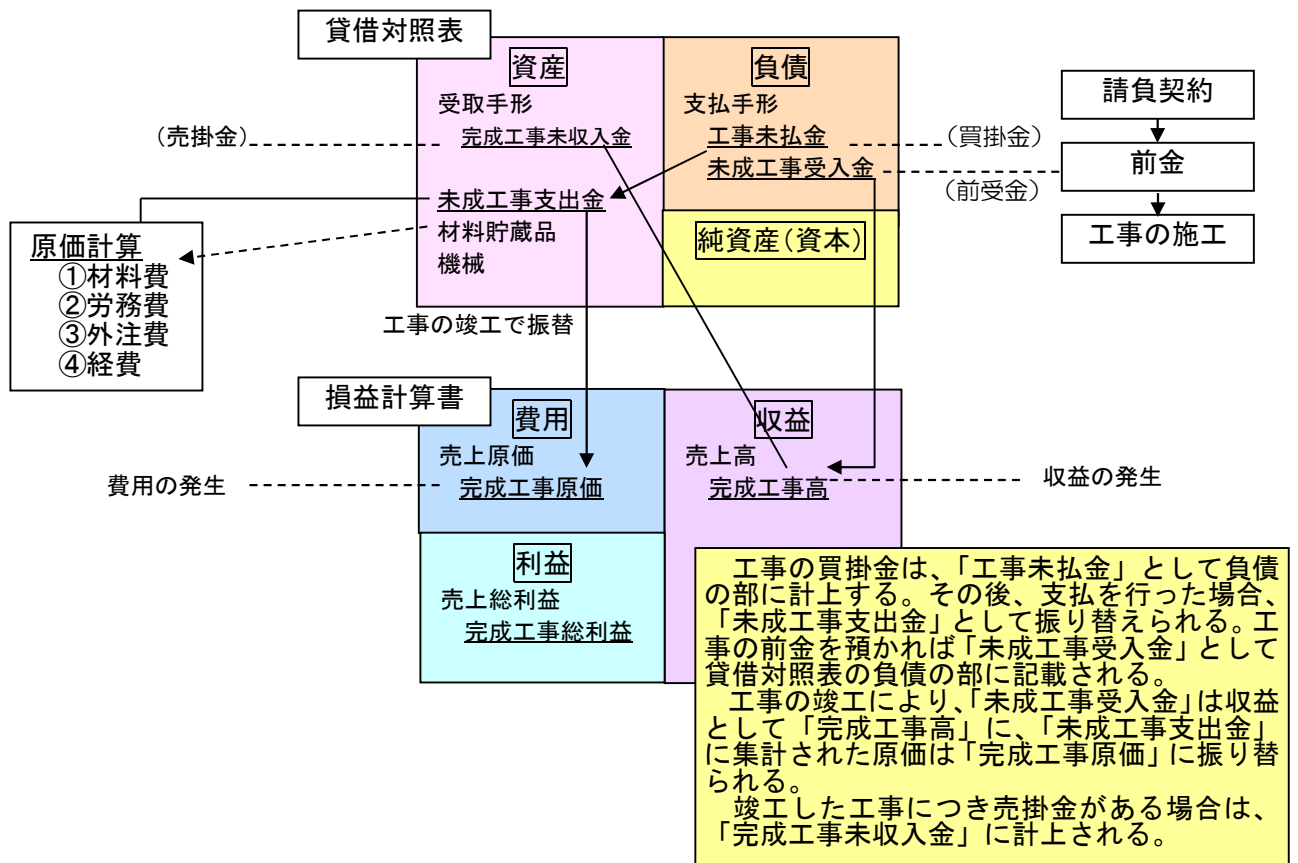 貸借対照表
資産
受取手形
完成工事未収入金
未成工事支出金
材料貯蔵品
機械
負債
支払手形
工事未払金
未成工事受入金
純資産(資本)
(売掛金)
(買掛金)
(前受金)
請負契約
前金
工事の施工
原価計算
①材料費
②労務費
③外注費
④経費
工事の竣工で振替
損益計算書
費用
売上原価
完成工事原価
収益
売上高
完成工事高
費用の発生
収益の発生
利益
売上総利益
完成工事総利益
工事の買掛金は、「工事未払金」として負債
の部に計上する。その後、支払を行った場合、
「未成工事支出金」として振り替えられる。工
事の前金を預かれば「未成工事受入金」として
貸借対照表の負債の部に記載される。
工事の竣工により、「未成工事受入金」は収益
として「完成工事高」に、「未成工事支出金」
に集計された原価は「完成工事原価」に振り替
られる。
竣工した工事につき売掛金がある場合は、
「完成工事未収入金」に計上される。